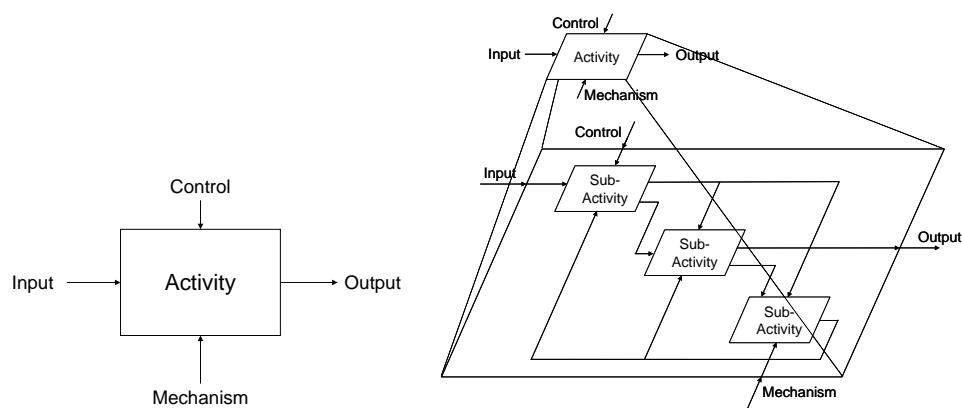 Control
Input
Activity
Output
Mechanism
Control
Input
Activity
Output
Mechanism
Control
Input
Sub-
Activity
Sub-
Activity
Output
Sub-
Activity
Mechanism